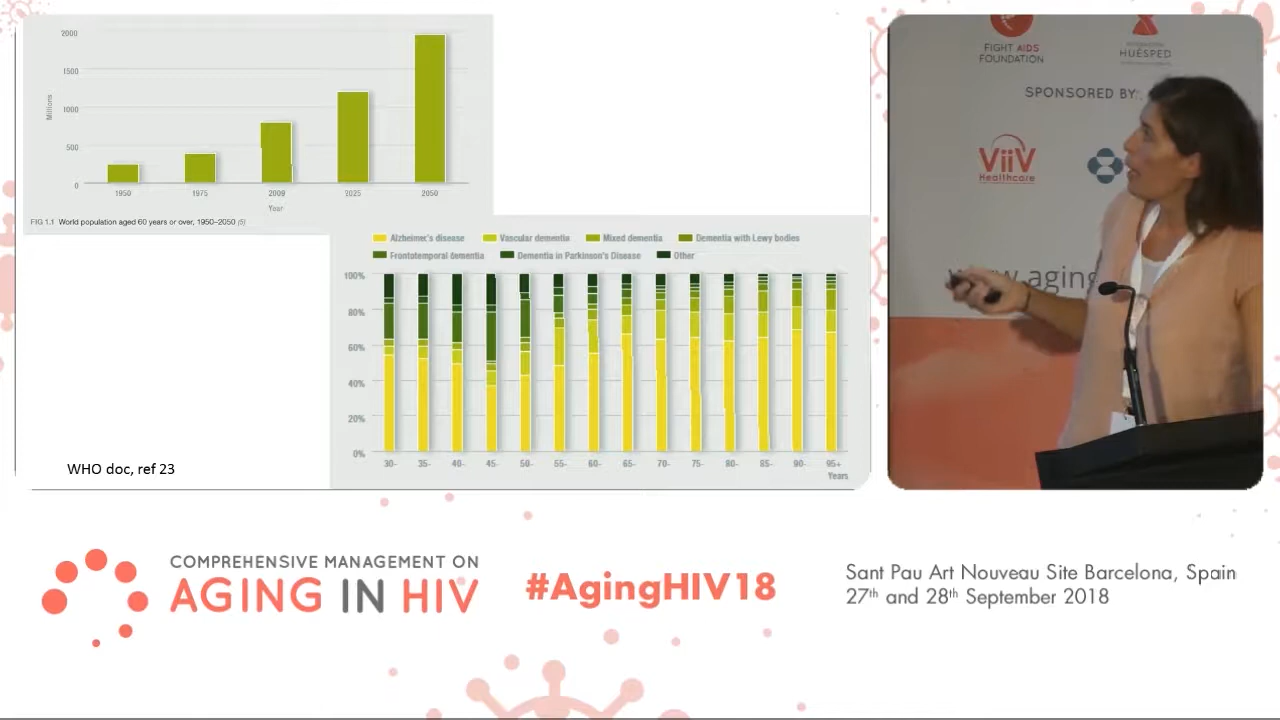 2000
1500
1000
500
0
Millions
1950 1975 2009 2025 2050
Year
FIG 1.1 World population aged 60 years or over, 1950–2050 (5)
Alzheimer's disease Vascular dementia Mixed dementia Dementia with Lewy bodies
Frontotemporal dementia Dementia in Parkinson's Disease Other
100%
80%
60%
40%
20%
0%
30- 35- 40- 45- 50- 55- 60- 65- 70- 75- 80- 85- 90- 95+
Years
WHO doc, ref 23
FIGHT AIDS
FOUNDATION
HUÉSPED
SPONSORED BY:
ViiV
Healthcare
www.aging
COMPREHENSIVE MANAGEMENT ON
AGING IN HIV
#AgingHIV18
Sant Pau Art Nouveau Site Barcelona, Spain
27th and 28th September 2018